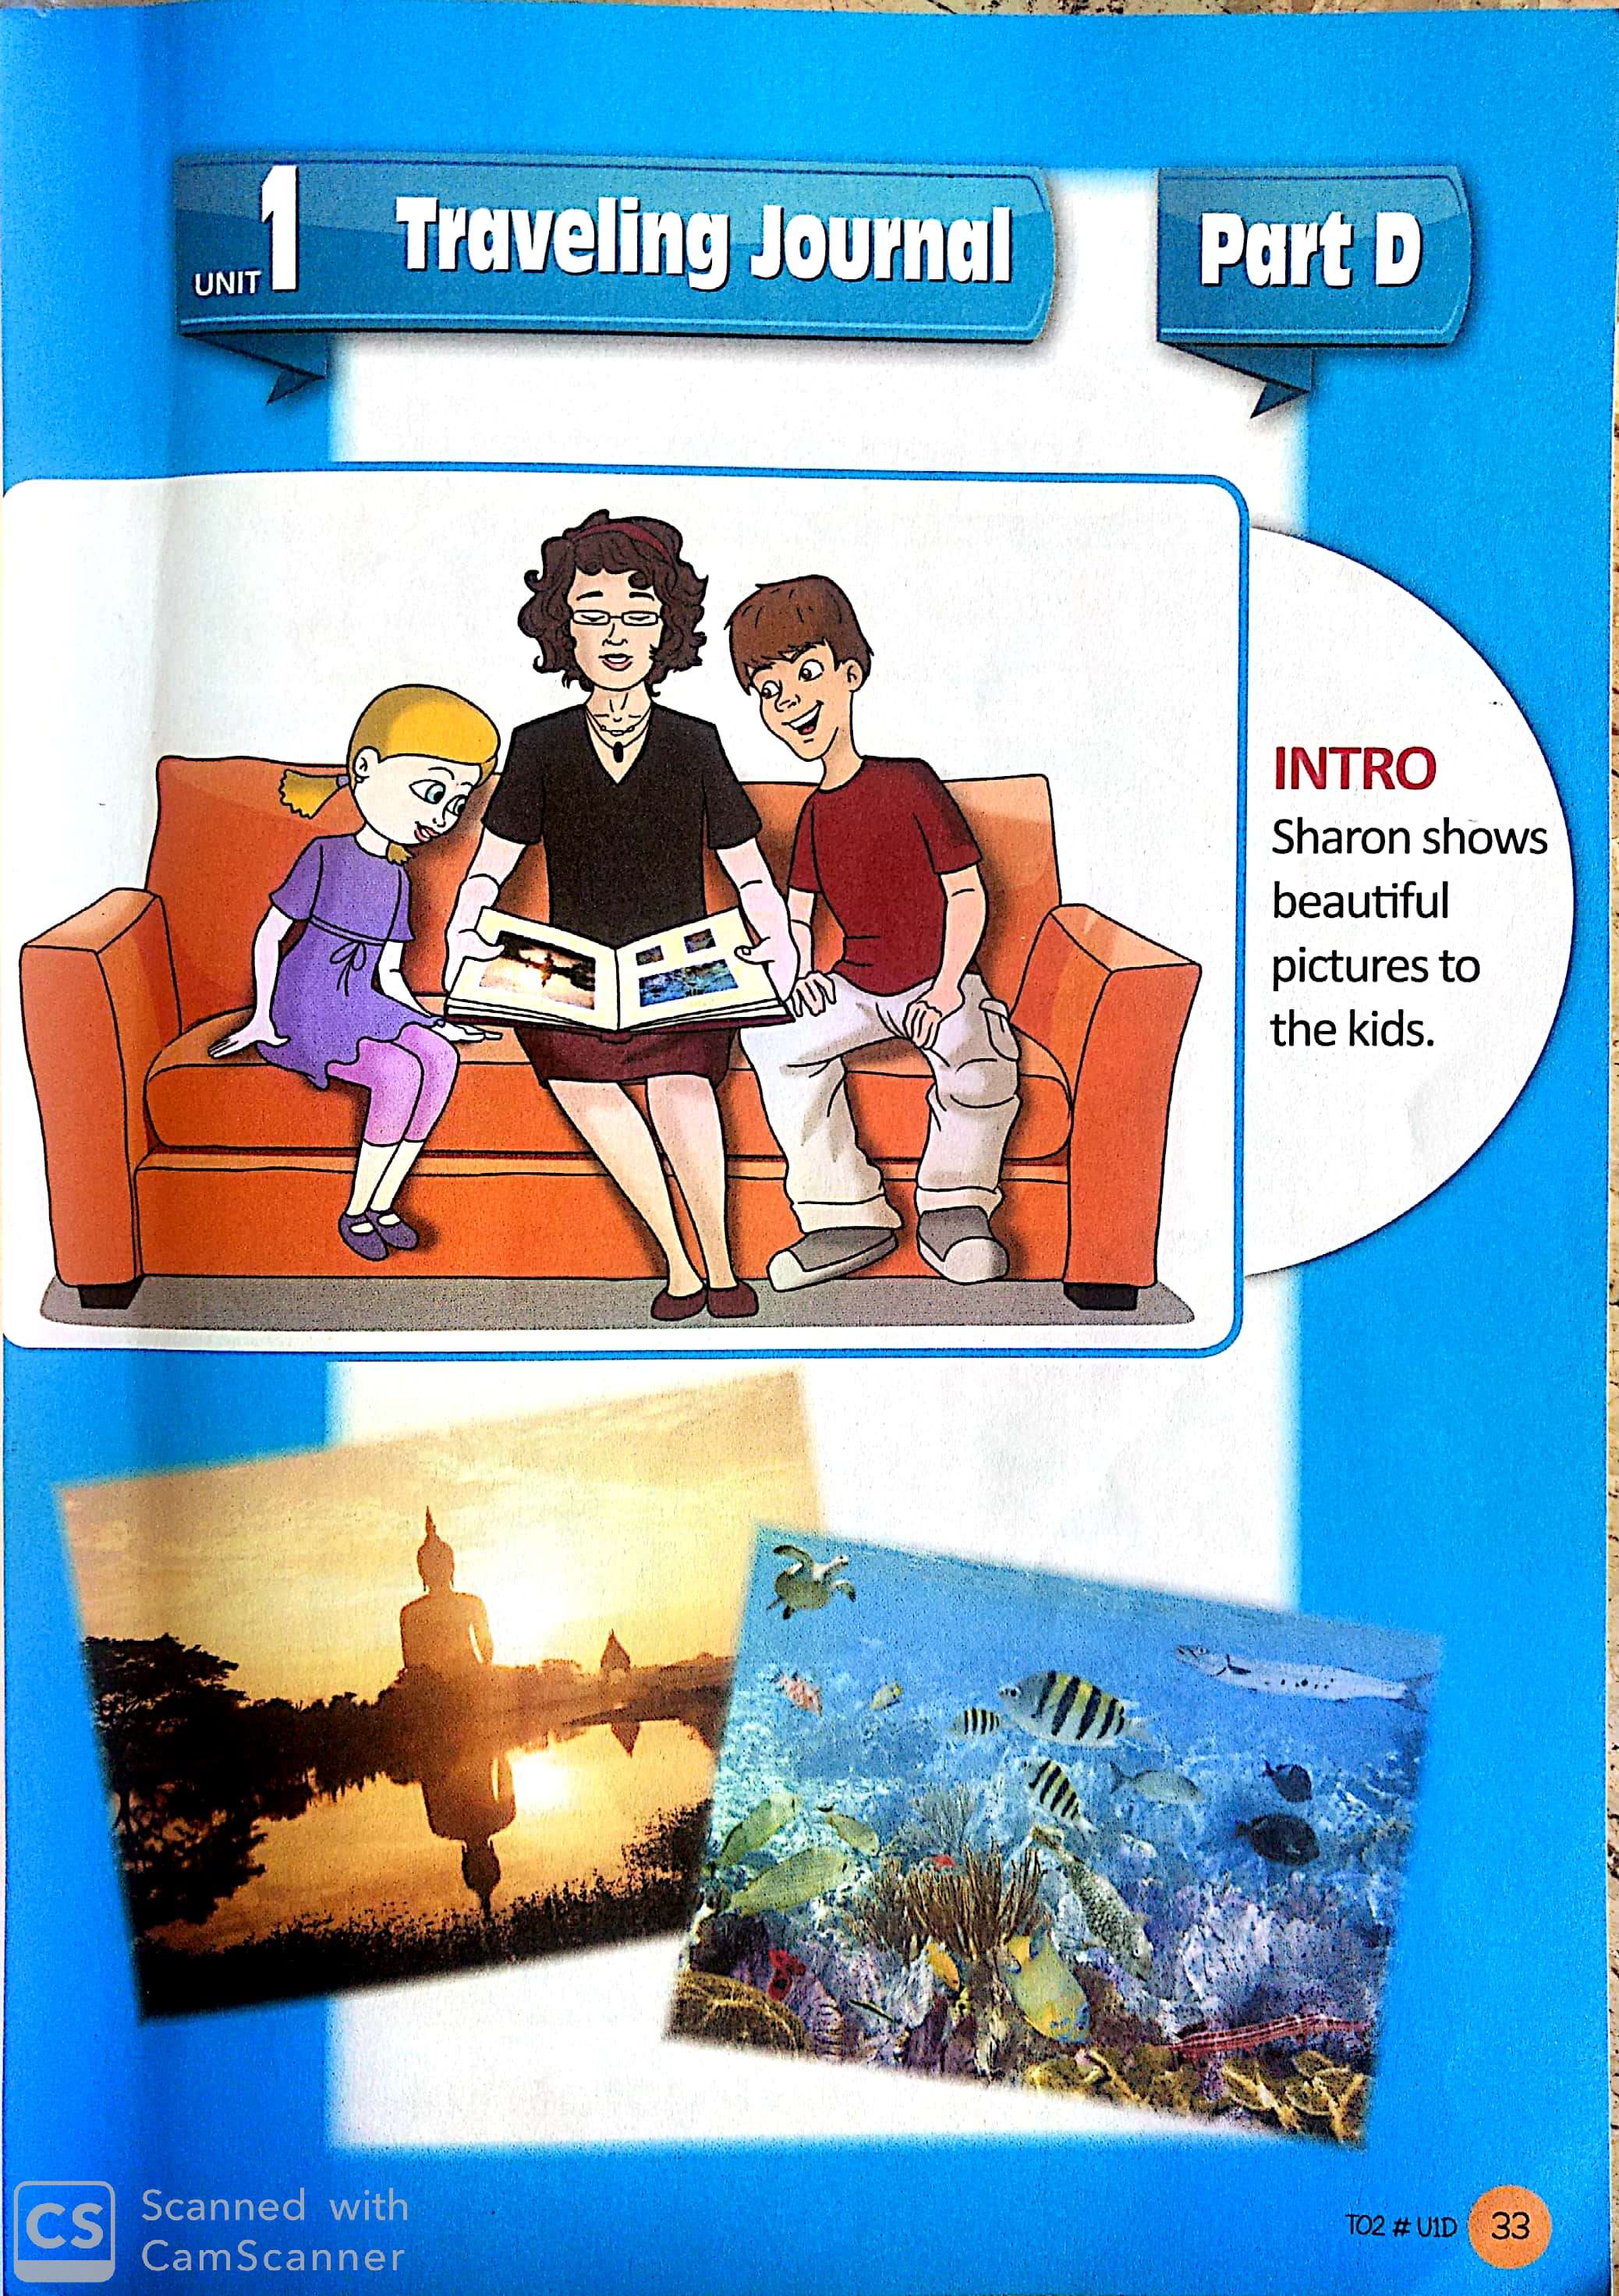 UNIT 1 Traveling Journal Part D
INTRO
Sharon shows
beautiful
pictures to
the kids.
TO2 # U1D 33
CS Scanned with
CamScanner